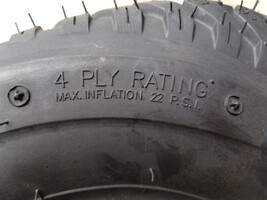 4 PLY RATING
MAX. INFLATION 22 P.S.I.